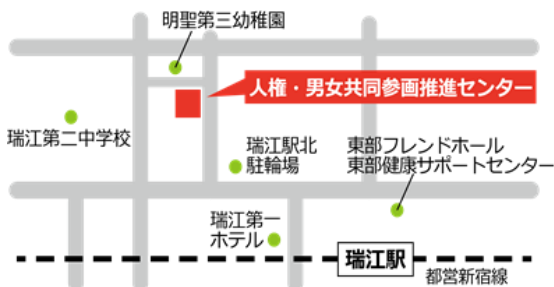 明聖第三幼稚園
人権・男女共同参画推進センター
瑞江第二中学校
瑞江駅北
駐輪場
東部フレンドホール
東部健康サポートセンター
瑞江第一
ホテル
瑞江駅
都営新宿線